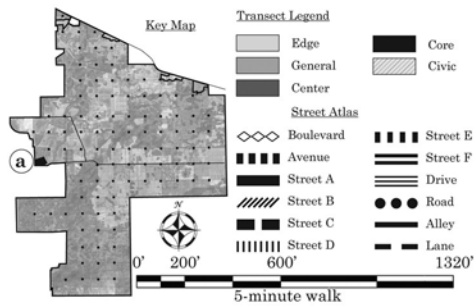 Key Map
a
N
Transect Legend
Edge
General
Center
Core
Civic
Street Atlas
Boulevard
Avenue
Street A
Street B
Street C
Street D
Street E
Street F
Drive
Road
Alley
Lane
0' 200' 600' 1320'
5-minute walk